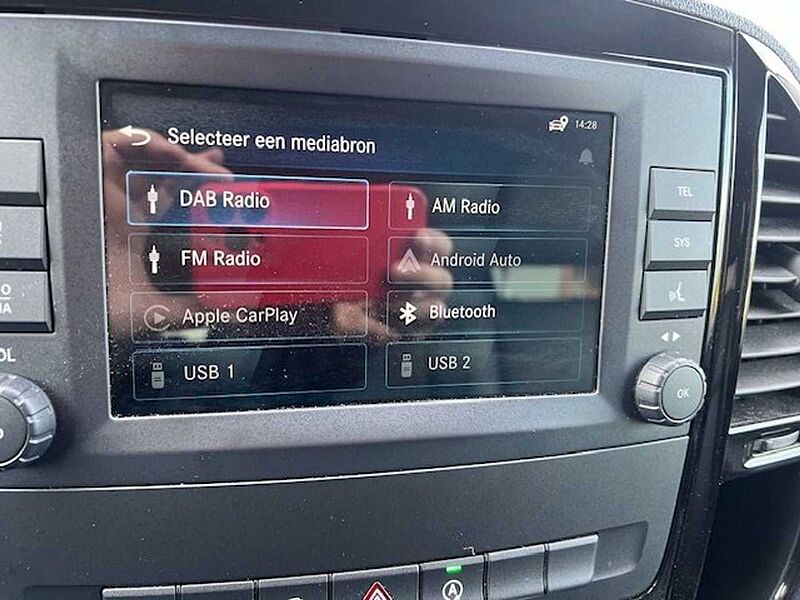 Selecteer een mediabron
14:28
DAB Radio
AM Radio
FM Radio
Android Auto
Apple CarPlay
Bluetooth
USB 1
USB 2
TEL
SYS
OK
A